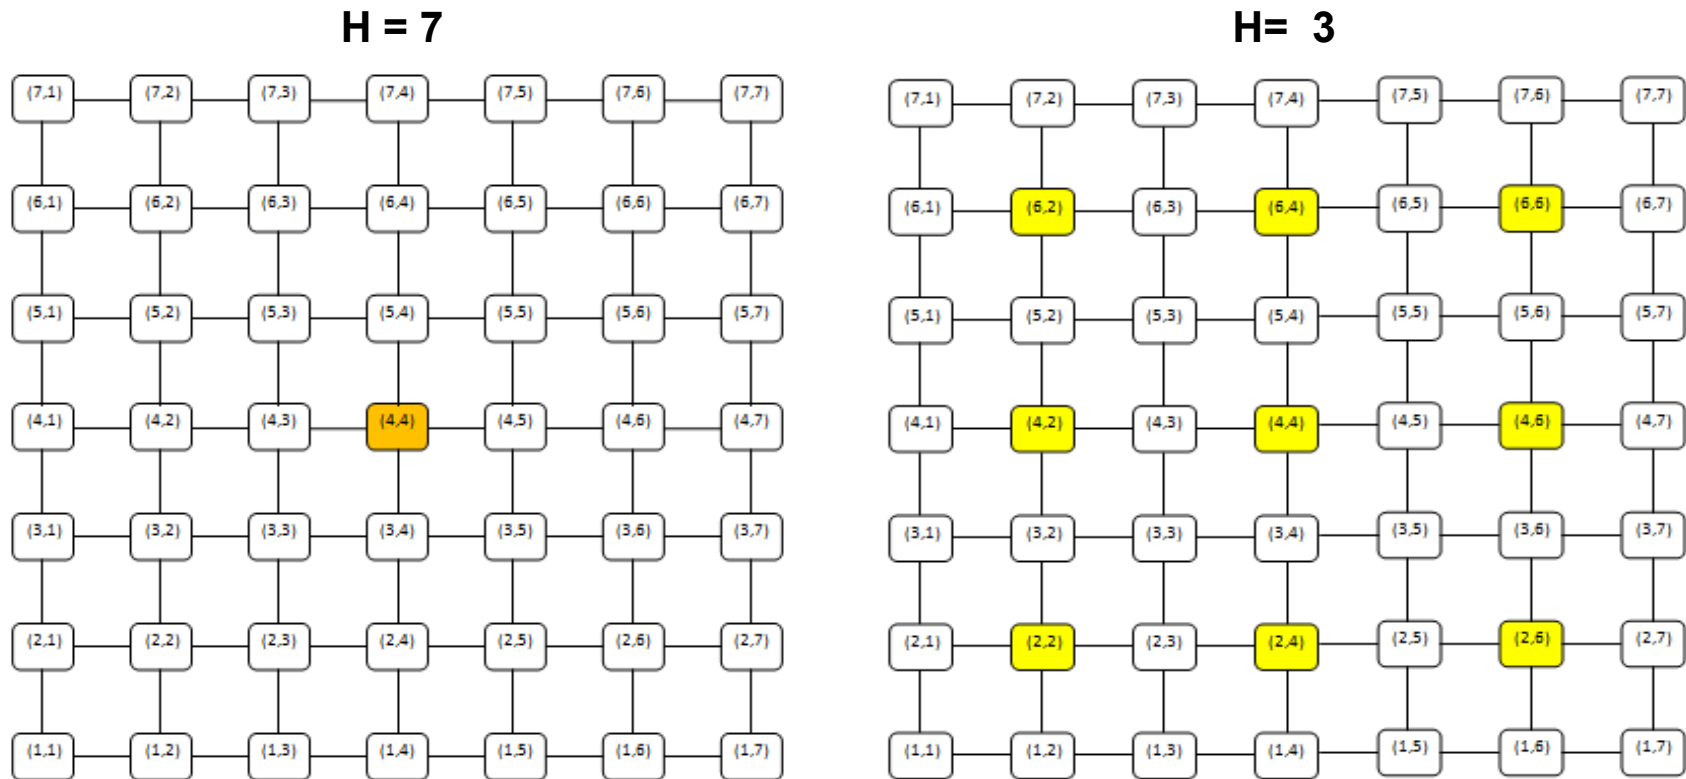 H = 7
(7,1) (7,2) (7,3) (7,4) (7,5) (7,6) (7,7)
(6,1) (6,2) (6,3) (6,4) (6,5) (6,6) (6,7)
(5,1) (5,2) (5,3) (5,4) (5,5) (5,6) (5,7)
(4,1) (4,2) (4,3) (4,4) (4,5) (4,6) (4,7)
(3,1) (3,2) (3,3) (3,4) (3,5) (3,6) (3,7)
(2,1) (2,2) (2,3) (2,4) (2,5) (2,6) (2,7)
(1,1) (1,2) (1,3) (1,4) (1,5) (1,6) (1,7)
H= 3
(7,1) (7,2) (7,3) (7,4) (7,5) (7,6) (7,7)
(6,1) (6,2) (6,3) (6,4) (6,5) (6,6) (6,7)
(5,1) (5,2) (5,3) (5,4) (5,5) (5,6) (5,7)
(4,1) (4,2) (4,3) (4,4) (4,5) (4,6) (4,7)
(3,1) (3,2) (3,3) (3,4) (3,5) (3,6) (3,7)
(2,1) (2,2) (2,3) (2,4) (2,5) (2,6) (2,7)
(1,1) (1,2) (1,3) (1,4) (1,5) (1,6) (1,7)